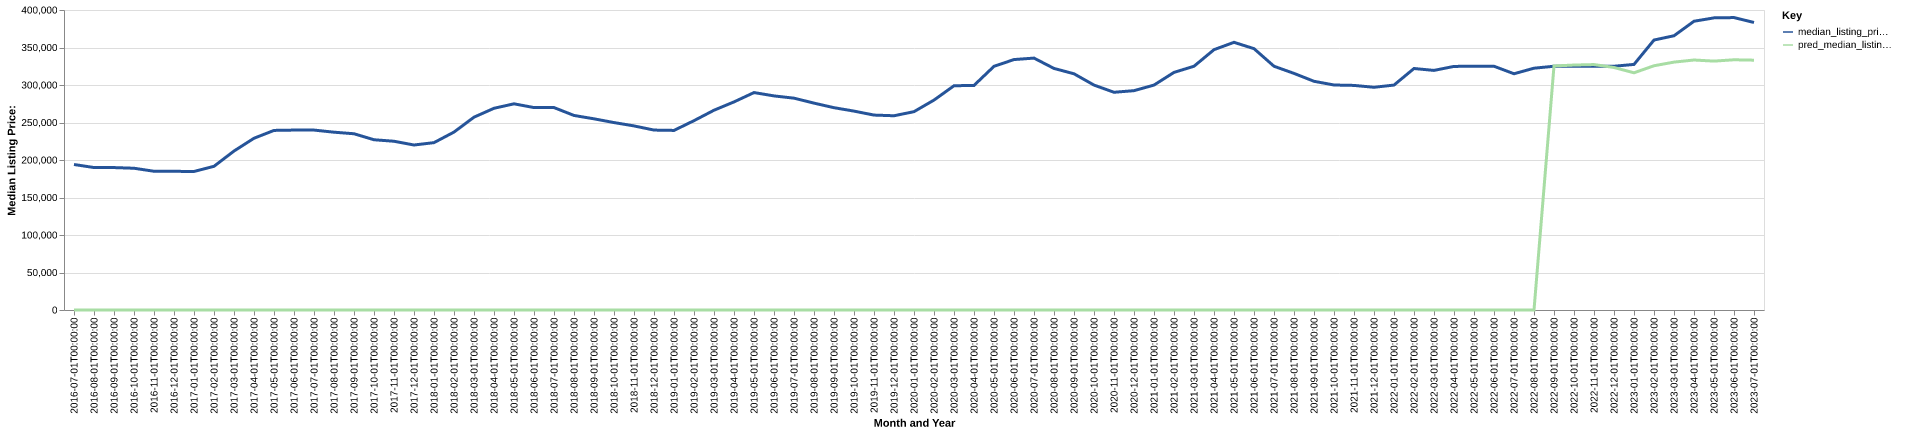 400,000
350,000
300,000
250,000
200,000
150,000
100,000
50,000
0
Median Listing Price:
2016-07-01T00:00:00
2016-08-01T00:00:00
2016-09-01T00:00:00
2016-10-01T00:00:00
2016-11-01T00:00:00
2016-12-01T00:00:00
2017-01-01T00:00:00
2017-02-01T00:00:00
2017-03-01T00:00:00
2017-04-01T00:00:00
2017-05-01T00:00:00
2017-06-01T00:00:00
2017-07-01T00:00:00
2017-08-01T00:00:00
2017-09-01T00:00:00
2017-10-01T00:00:00
2017-11-01T00:00:00
2017-12-01T00:00:00
2018-01-01T00:00:00
2018-02-01T00:00:00
2018-03-01T00:00:00
2018-04-01T00:00:00
2018-05-01T00:00:00
2018-06-01T00:00:00
2018-07-01T00:00:00
2018-08-01T00:00:00
2018-09-01T00:00:00
2018-10-01T00:00:00
2018-11-01T00:00:00
2018-12-01T00:00:00
2019-01-01T00:00:00
2019-02-01T00:00:00
2019-03-01T00:00:00
2019-04-01T00:00:00
2019-05-01T00:00:00
2019-06-01T00:00:00
2019-07-01T00:00:00
2019-08-01T00:00:00
2019-09-01T00:00:00
2019-10-01T00:00:00
2019-11-01T00:00:00
2019-12-01T00:00:00
2020-01-01T00:00:00
2020-02-01T00:00:00
2020-03-01T00:00:00
2020-04-01T00:00:00
2020-05-01T00:00:00
2020-06-01T00:00:00
2020-07-01T00:00:00
2020-08-01T00:00:00
2020-09-01T00:00:00
2020-10-01T00:00:00
2020-11-01T00:00:00
2020-12-01T00:00:00
2021-01-01T00:00:00
2021-02-01T00:00:00
2021-03-01T00:00:00
2021-04-01T00:00:00
2021-05-01T00:00:00
2021-06-01T00:00:00
2021-07-01T00:00:00
2021-08-01T00:00:00
2021-09-01T00:00:00
2021-10-01T00:00:00
2021-11-01T00:00:00
2021-12-01T00:00:00
2022-01-01T00:00:00
2022-02-01T00:00:00
2022-03-01T00:00:00
2022-04-01T00:00:00
2022-05-01T00:00:00
2022-06-01T00:00:00
2022-07-01T00:00:00
2022-08-01T00:00:00
2022-09-01T00:00:00
2022-10-01T00:00:00
2022-11-01T00:00:00
2022-12-01T00:00:00
2023-01-01T00:00:00
2023-02-01T00:00:00
2023-03-01T00:00:00
2023-04-01T00:00:00
2023-05-01T00:00:00
2023-06-01T00:00:00
2023-07-01T00:00:00
Month and Year
Key
median_listing_pri…
pred_median_listin…